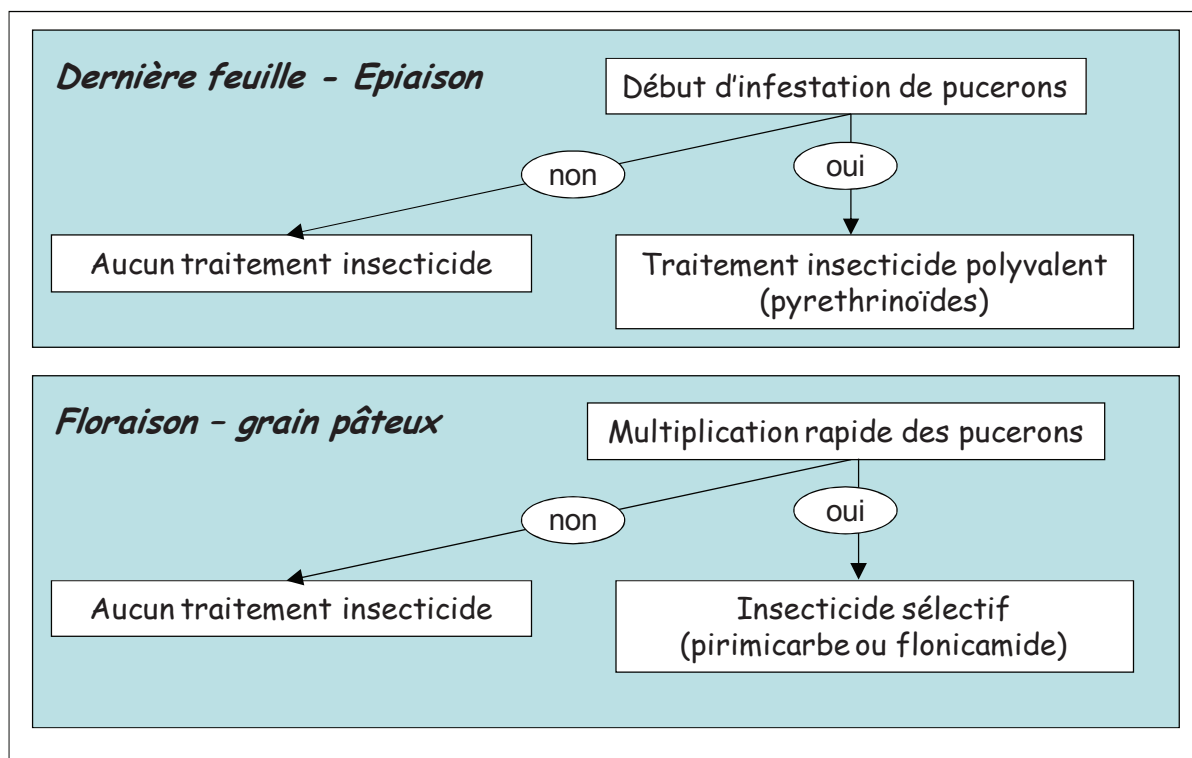 Dernière feuille - Epiaison
Début d'infestation de pucerons
non
oui
Aucun traitement insecticide
Traitement insecticide polyvalent
(pyrethrinoïdes)
Floraison – grain pâteux
Multiplication rapide des pucerons
non
oui
Aucun traitement insecticide
Insecticide sélectif
(pirimicarbe ou flonicamide)